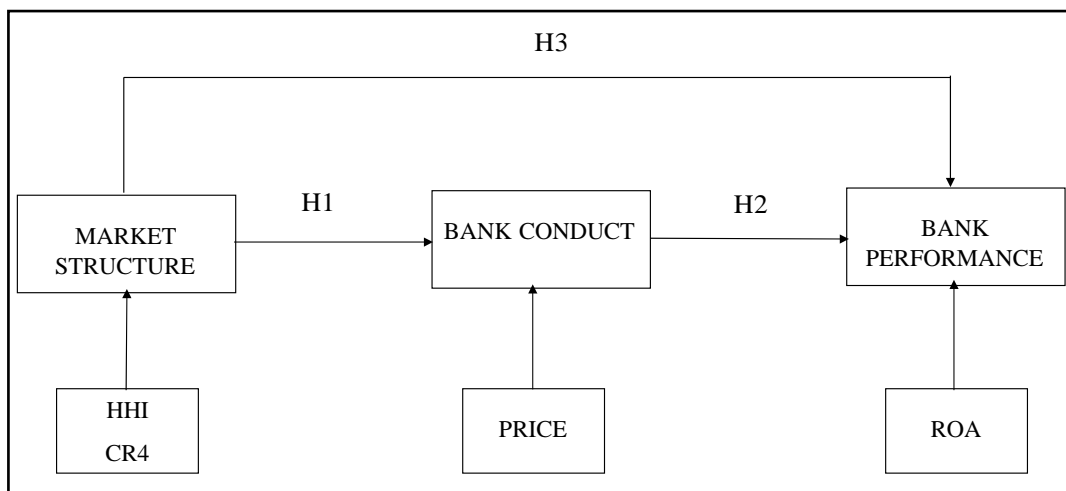 H3
H1
H2
MARKET
STRUCTURE
BANK CONDUCT
BANK
PERFORMANCE
HHI
CR4
PRICE
ROA